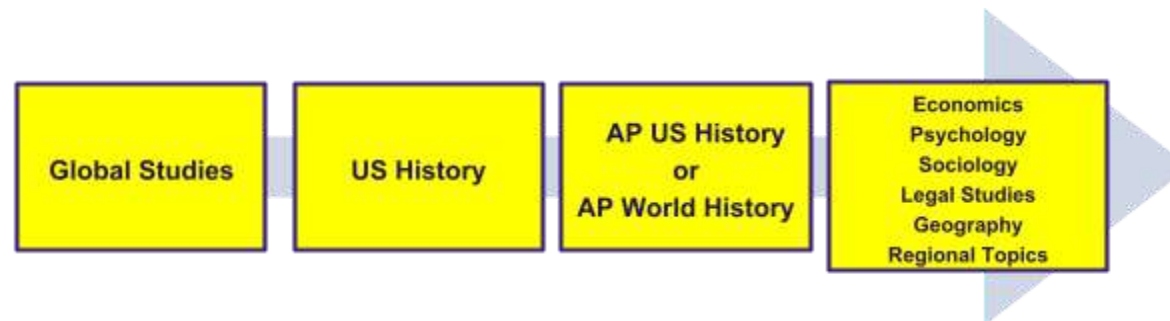 Global Studies
US History
AP US History
or
AP World History
Economics
Psychology
Sociology
Legal Studies
Geography
Regional Topics